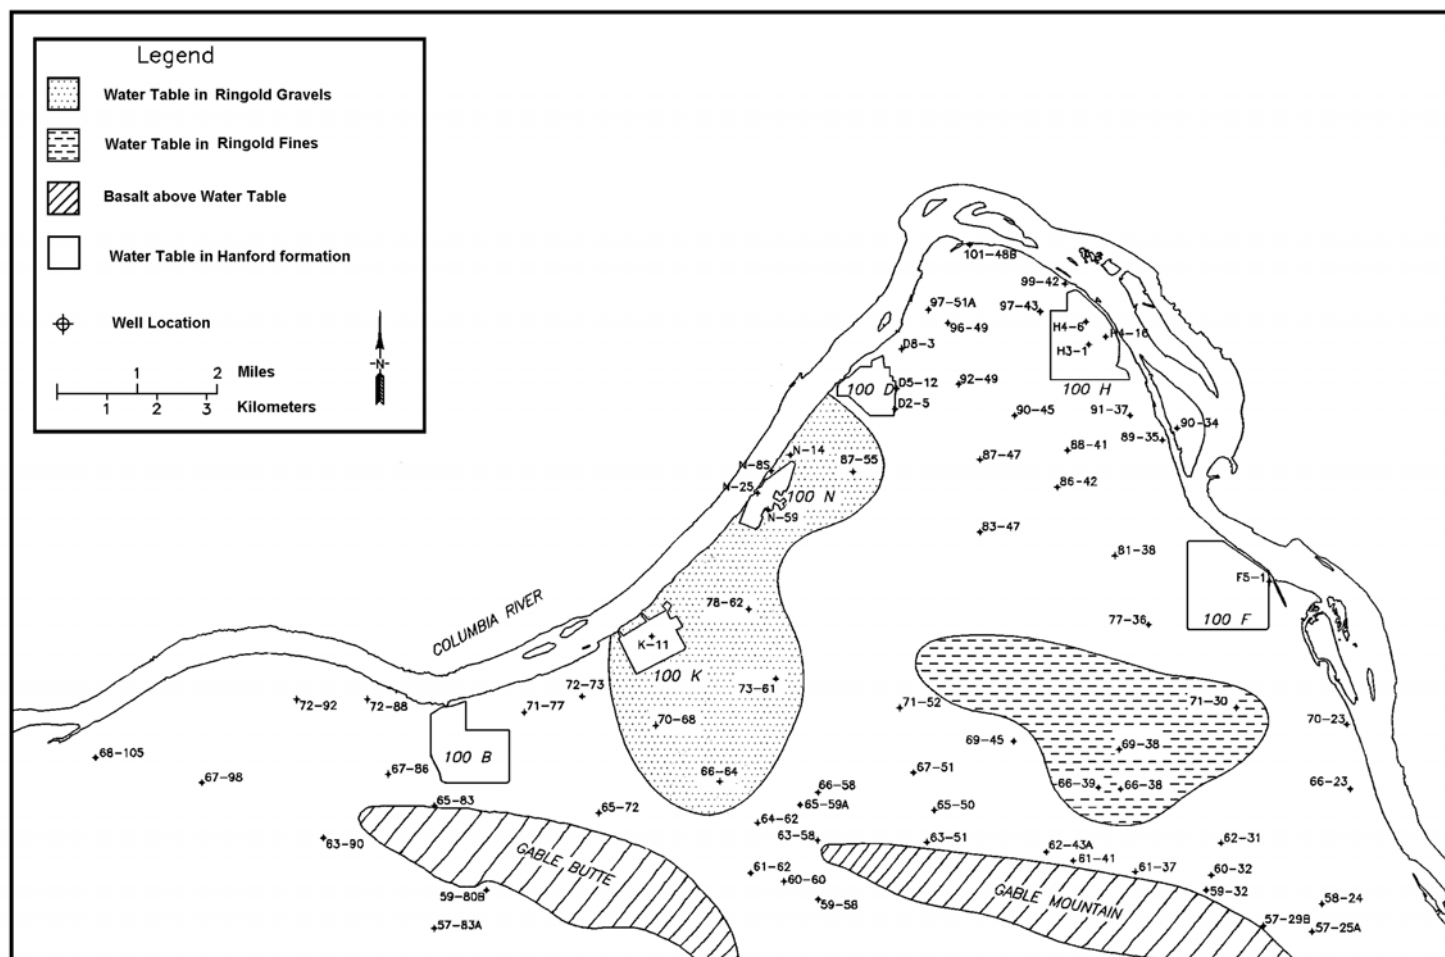 Legend
Water Table in Ringold Gravels
Water Table in Ringold Fines
Basalt above Water Table
Water Table in Hanford formation
Well Location
-N-
1 2 Miles
1 2 3 Kilometers
COLUMBIA RIVER
101-48B
99-42
97-51A
97-43
96-49
H4-6
H4-16
H3-1
D8-3
100 H
100 D
D5-12
92-49
D2-5
90-45
91-37
90-34
89-35
88-41
87-47
N-14
N-8S
87-55
86-42
N-25
100 N
N-59
83-47
81-38
F5-1
78-62
77-36
100 F
K-11
100 K
73-61
72-73
72-92
72-88
71-77
71-52
71-30
70-68
70-23
69-45
69-38
68-105
100 B
67-86
67-98
67-51
66-64
66-58
66-39
66-38
66-23
65-83
65-72
65-59A
65-50
64-62
63-90
63-58
63-51
62-43A
62-31
61-41
61-62
61-37
60-32
60-60
GABLE BUTTE
59-80B
59-58
59-32
GABLE MOUNTAIN
58-24
57-83A
57-29B
57-25A